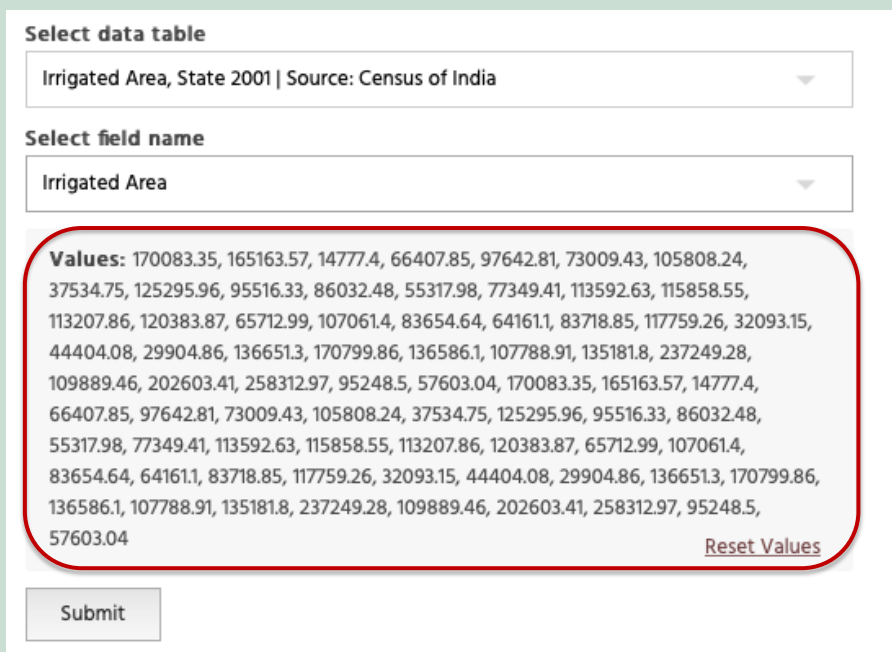 Select data table
Irrigated Area, State 2001 | Source: Census of India
Select field name
Irrigated Area
Values: 170083.35, 165163.57, 14777.4, 66407.85, 97642.81, 73009.43, 105808.24,
37534.75, 125295.96, 95516.33, 86032.48, 55317.98, 77349.41, 113592.63, 115858.55,
113207.86, 120383.87, 65712.99, 107061.4, 83654.64, 64161.1, 83718.85, 117759.26, 32093.15,
44404.08, 29904.86, 136651.3, 170799.86, 136586.1, 107788.91, 135181.8, 237249.28,
109889.46, 202603.41, 258312.97, 95248.5, 57603.04, 170083.35, 165163.57, 14777.4,
66407.85, 97642.81, 73009.43, 105808.24, 37534.75, 125295.96, 95516.33, 86032.48,
55317.98, 77349.41, 113592.63, 115858.55, 113207.86, 120383.87, 65712.99, 107061.4,
83654.64, 64161.1, 83718.85, 117759.26, 32093.15, 44404.08, 29904.86, 136651.3, 170799.86,
136586.1, 107788.91, 135181.8, 237249.28, 109889.46, 202603.41, 258312.97, 95248.5,
57603.04
Reset Values
Submit